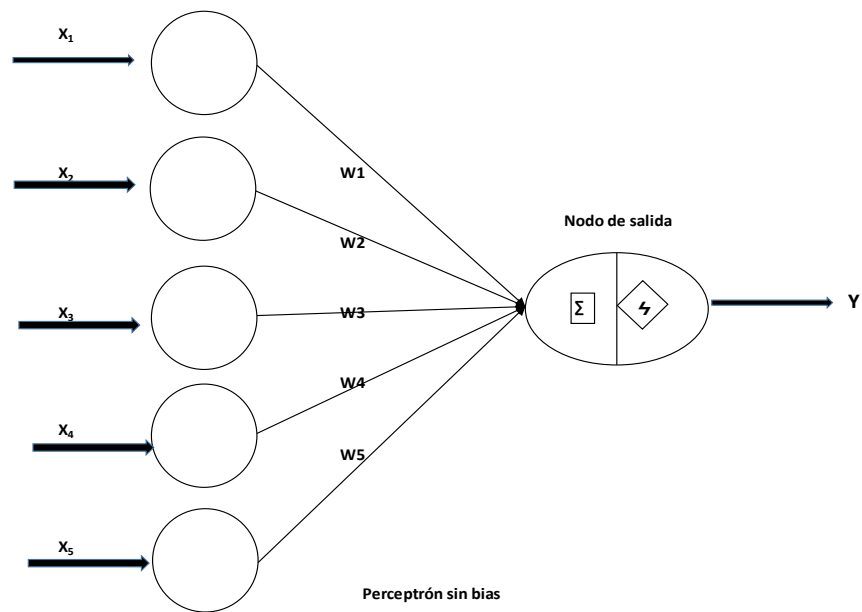 X₁
X₂
X₃
X₄
X₅
W1
W2
W3
W4
W5
Nodo de salida
Σ
ϟ
Y
Perceptrón sin bias